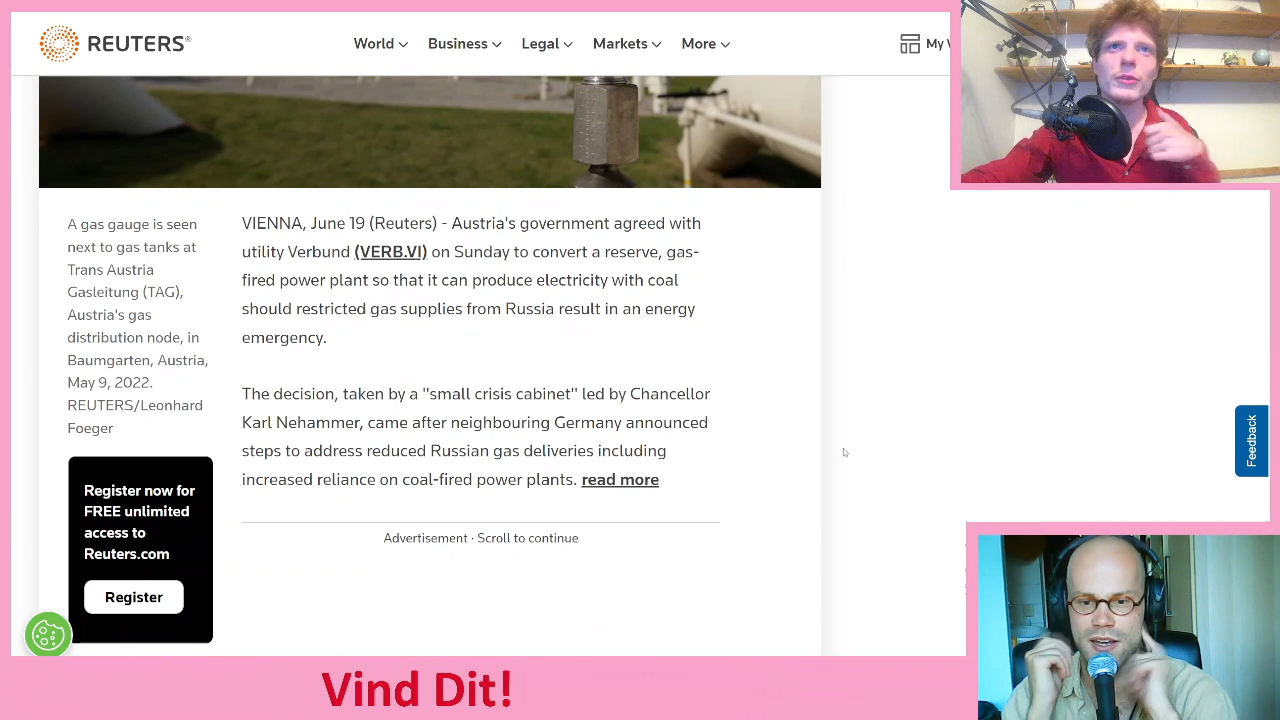 REUTERS®
World
Business
Legal
Markets
More
My
A gas gauge is seen
next to gas tanks at
Trans Austria
Gasleitung (TAG),
Austria's gas
distribution node, in
Baumgarten, Austria,
May 9, 2022.
REUTERS/Leonhard
Foeger
VIENNA, June 19 (Reuters) - Austria's government agreed with
utility Verbund (VERB.VI) on Sunday to convert a reserve, gas-
fired power plant so that it can produce electricity with coal
should restricted gas supplies from Russia result in an energy
emergency.
The decision, taken by a "small crisis cabinet" led by Chancellor
Karl Nehammer, came after neighbouring Germany announced
steps to address reduced Russian gas deliveries including
increased reliance on coal-fired power plants. read more
Advertisement · Scroll to continue
Register now for
FREE unlimited
access to
Reuters.com
Register
Feedback
Vind Dit!